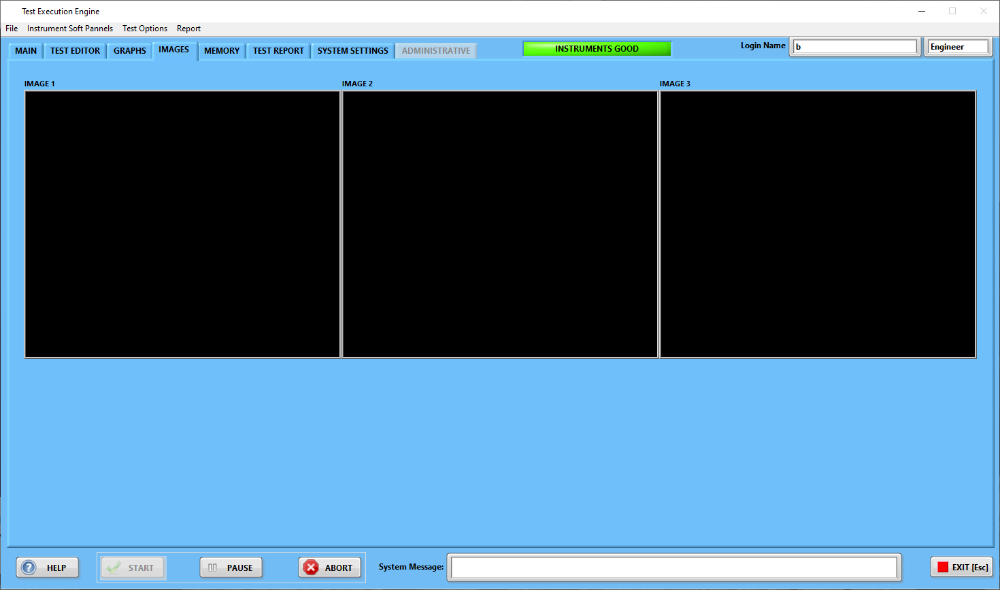 Test Execution Engine
File Instrument Soft Pannels Test Options Report
MAIN TEST EDITOR GRAPHS IMAGES MEMORY TEST REPORT SYSTEM SETTINGS ADMINISTRATIVE INSTRUMENTS GOOD Login Name b Engineer
IMAGE 1 IMAGE 2 IMAGE 3
HELP START PAUSE ABORT System Message: EXIT [Esc]